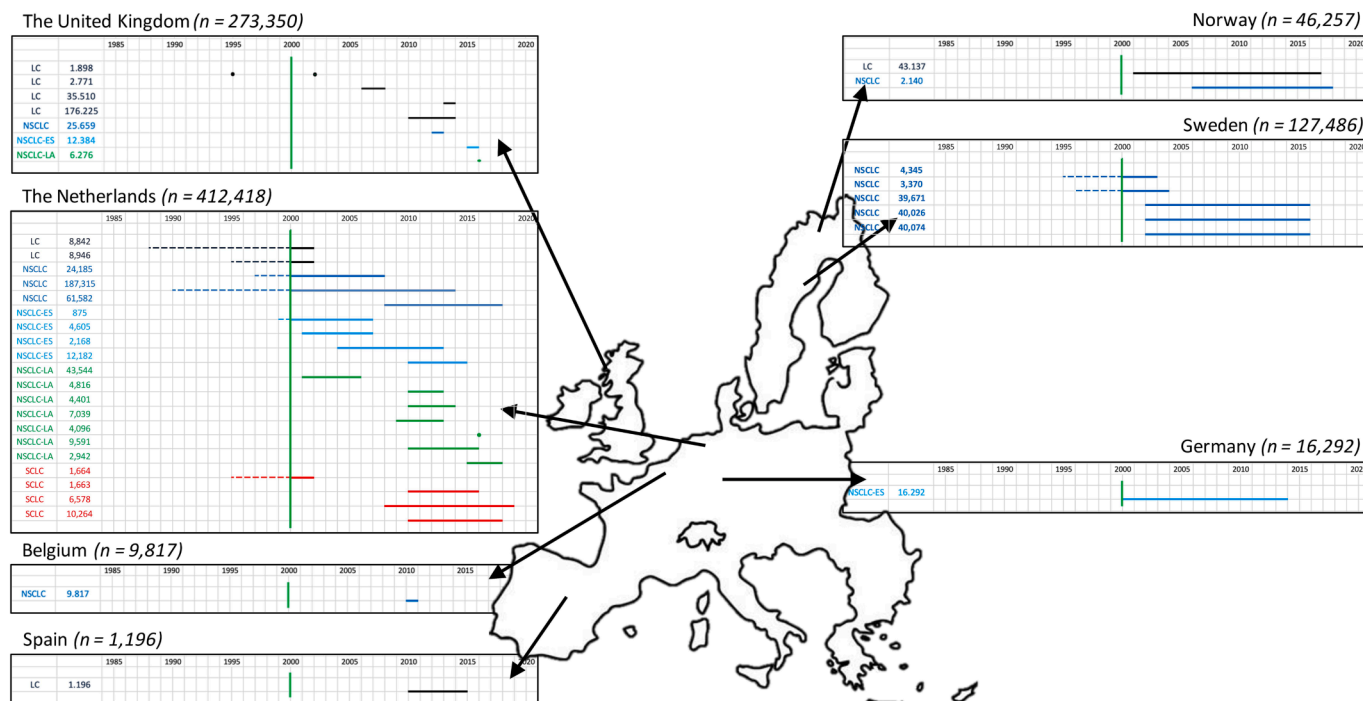 The United Kingdom (n = 273,350)
1985 1990 1995 2000 2005 2010 2015 2020
LC 1.898
LC 2.771
LC 35.510
LC 176.225
NSCLC 25.659
NSCLC-ES 12.384
NSCLC-LA 6.276
The Netherlands (n = 412,418)
1985 1990 1995 2000 2005 2010 2015 2020
LC 8,842
LC 8,946
NSCLC 24,185
NSCLC 187,315
NSCLC 61,582
NSCLC-ES 875
NSCLC-ES 4,605
NSCLC-ES 2,168
NSCLC-ES 12,182
NSCLC-LA 43,544
NSCLC-LA 4,816
NSCLC-LA 4,401
NSCLC-LA 7,039
NSCLC-LA 4,096
NSCLC-LA 9,591
NSCLC-LA 2,942
SCLC 1,664
SCLC 1,663
SCLC 6,578
SCLC 10,264
Belgium (n = 9,817)
1985 1990 1995 2000 2005 2010 2015
NSCLC 9.817
Spain (n = 1,196)
1985 1990 1995 2000 2005 2010 2015 2020
LC 1.196
Norway (n = 46,257)
1985 1990 1995 2000 2005 2010 2015 2020
LC 43.137
NSCLC 2.140
Sweden (n = 127,486)
1985 1990 1995 2000 2005 2010 2015 2020
NSCLC 4,345
NSCLC 3,370
NSCLC 39,671
NSCLC 40,026
NSCLC 40,074
Germany (n = 16,292)
1985 1990 1995 2000 2005 2010 2015 2020
NSCLC-ES 16.292